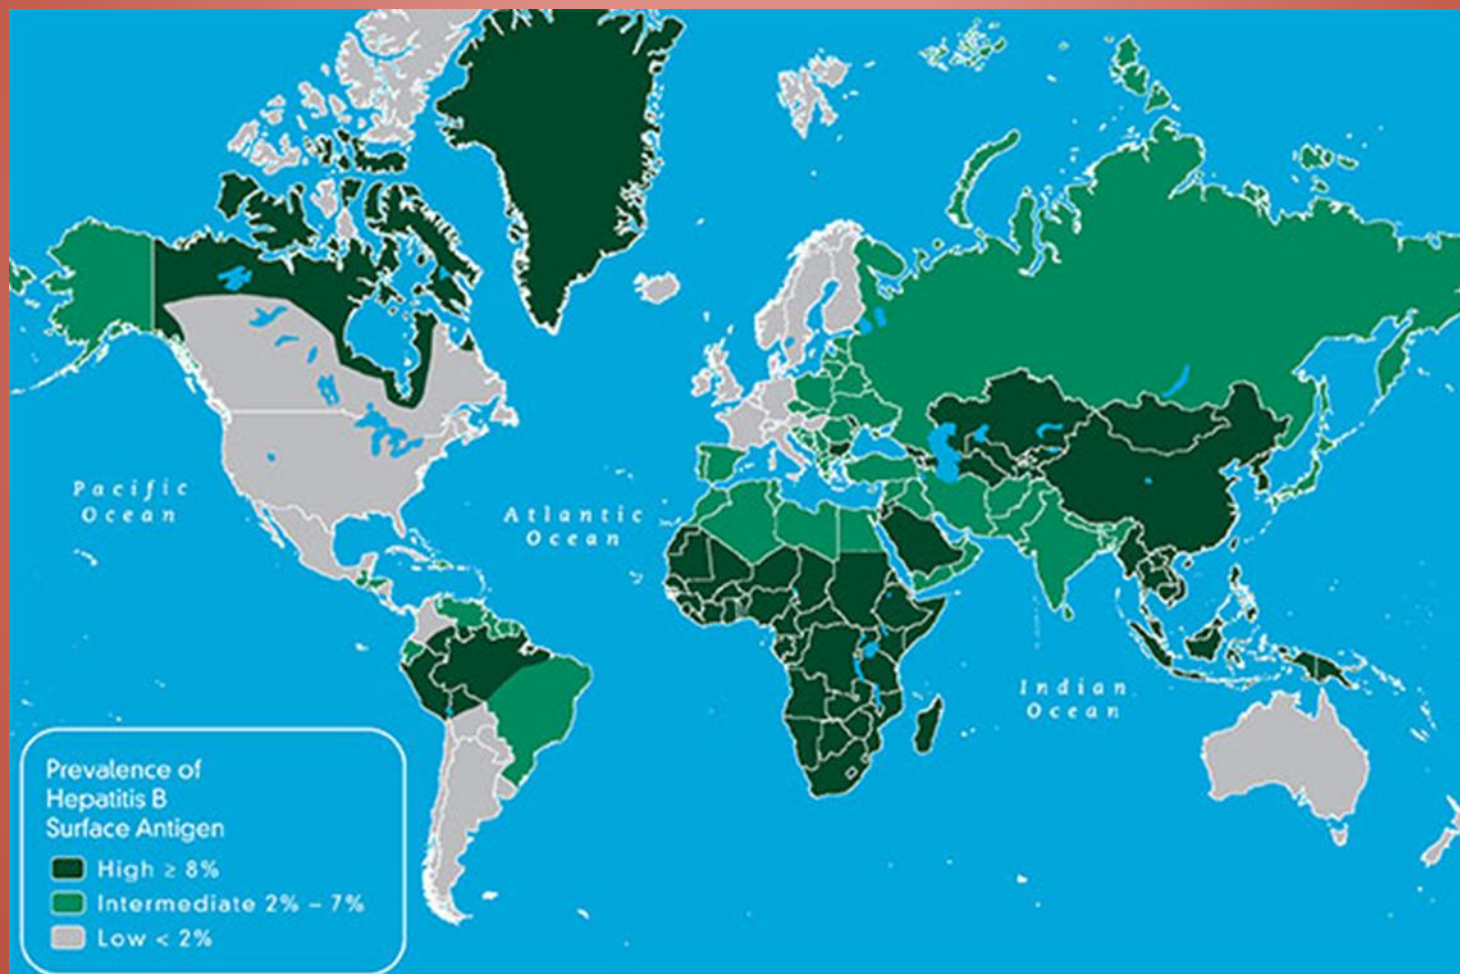 Pacific
Ocean
Atlantic
Ocean
Indian
Ocean
Prevalence of
Hepatitis B
Surface Antigen
High ≥ 8%
Intermediate 2% – 7%
Low < 2%